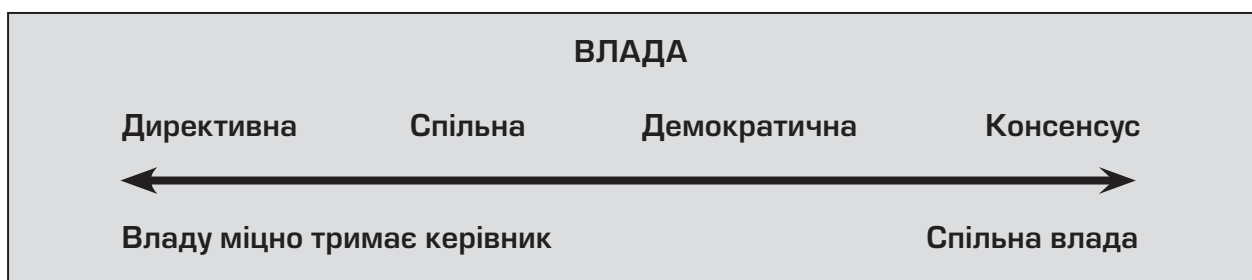 ВЛАДА
Директивна Спільна Демократична Консенсус
Владу міцно тримає керівник Спільна влада